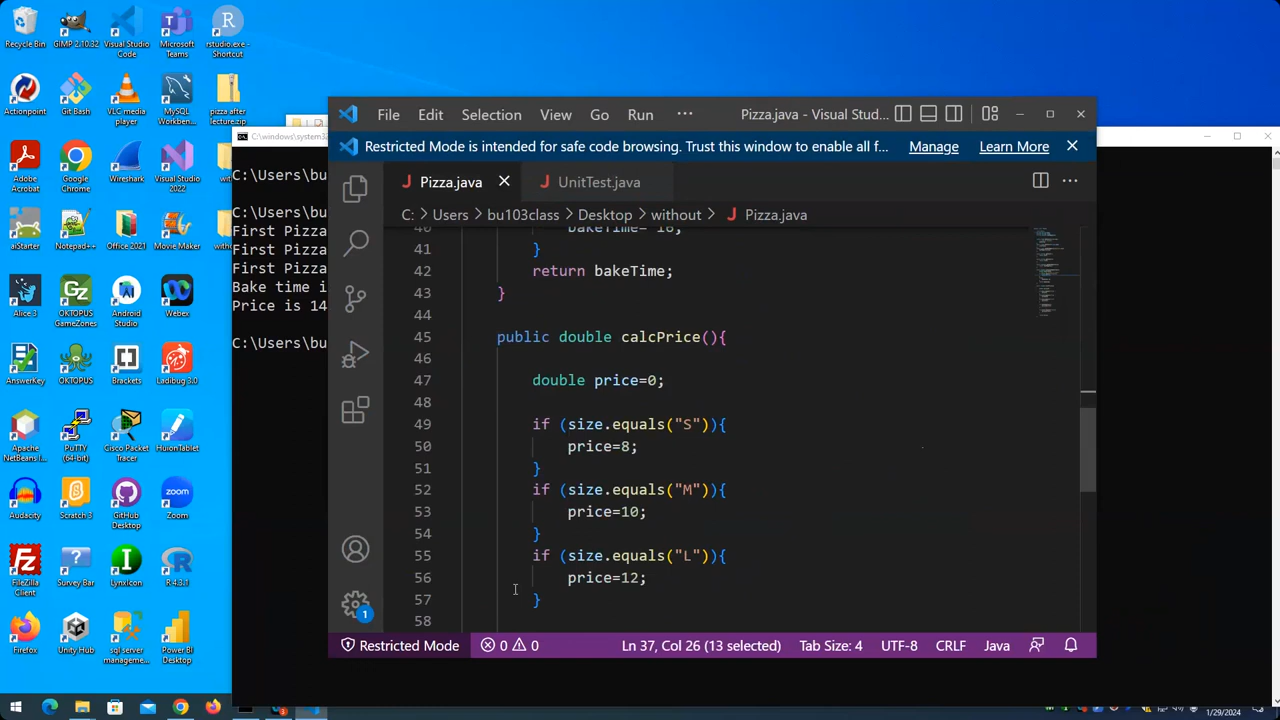 Recycle Bin
GIMP 2.10.32
Visual Studio
Code
Microsoft
Teams
rstudio.exe -
Shortcut
Actionpoint
Git Bash
VLC media
player
MySQL
Workben...
pizza after
lecture.zip
Adobe
Acrobat
Google
Chrome
Wireshark
Visual Studio
2022
aiStarter
Notepad++
Office 2021
Movie Maker
Alice 3
OKTOPUS
GameZones
Android
Studio
Webex
AnswerKey
OKTOPUS
Brackets
Ladibug 3.0
Apache
NetBeans I...
PuTTY
(64-bit)
Cisco Packet
Tracer
HuionTablet
Audacity
Scratch 3
GitHub
Desktop
Zoom
FileZilla
Client
Survey Bar
LynxIcon
R 4.3.1
Firefox
Unity Hub
sql server
manageme...
Power BI
Desktop
C:\windows\system3
C:\Users\bu
C:\Users\bu
First Pizza
First Pizza
First Pizza
Bake time i
Price is 14
C:\Users\bu
File Edit Selection View Go Run ··· Pizza.java - Visual Stud...
Restricted Mode is intended for safe code browsing. Trust this window to enable all f... Manage Learn More
Pizza.java UnitTest.java
C: > Users > bu103class > Desktop > without > Pizza.java
40 bakeTime= 16;
41 }
42 return bakeTime;
43 }
44
45 public double calcPrice(){
46
47 double price=0;
48
49 if (size.equals("S")){
50 price=8;
51 }
52 if (size.equals("M")){
53 price=10;
54 }
55 if (size.equals("L")){
56 price=12;
57 }
58
1
Restricted Mode 0 0 Ln 37, Col 26 (13 selected) Tab Size: 4 UTF-8 CRLF Java
1/29/2024